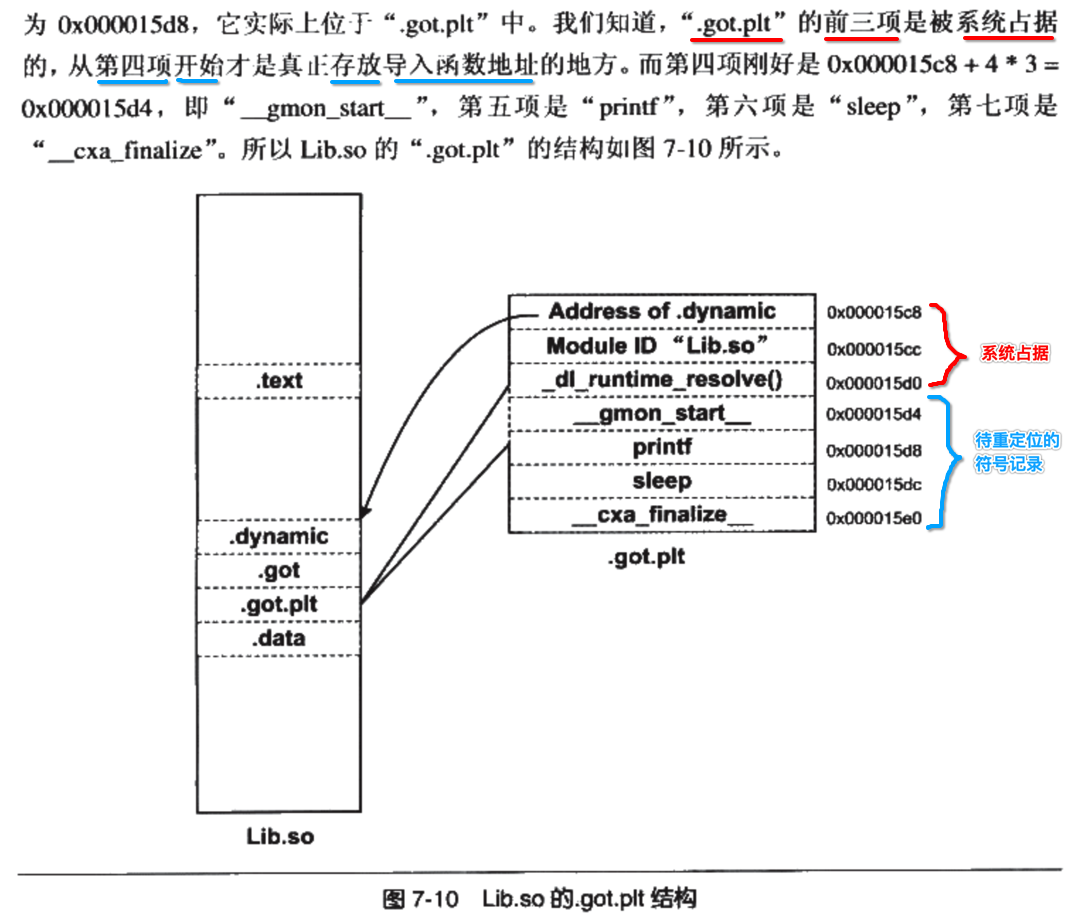 为 0x000015d8，它实际上位于“.got.plt”中。我们知道，“.got.plt”的前三项是被系统占据
的，从第四项开始才是真正存放导入函数地址的地方。而第四项刚好是 0x000015c8 + 4 * 3 =
0x000015d4，即“__gmon_start__”，第五项是“printf”，第六项是“sleep”，第七项是
“__cxa_finalize”。所以 Lib.so 的“.got.plt”的结构如图 7-10 所示。
Address of .dynamic 0x000015c8
Module ID “Lib.so” 0x000015cc
_dl_runtime_resolve() 0x000015d0
__gmon_start__ 0x000015d4
printf 0x000015d8
sleep 0x000015dc
__cxa_finalize__ 0x000015e0
.got.plt
系统占据
待重定位的
符号记录
.text
.dynamic
.got
.got.plt
.data
Lib.so
图 7-10 Lib.so 的.got.plt 结构